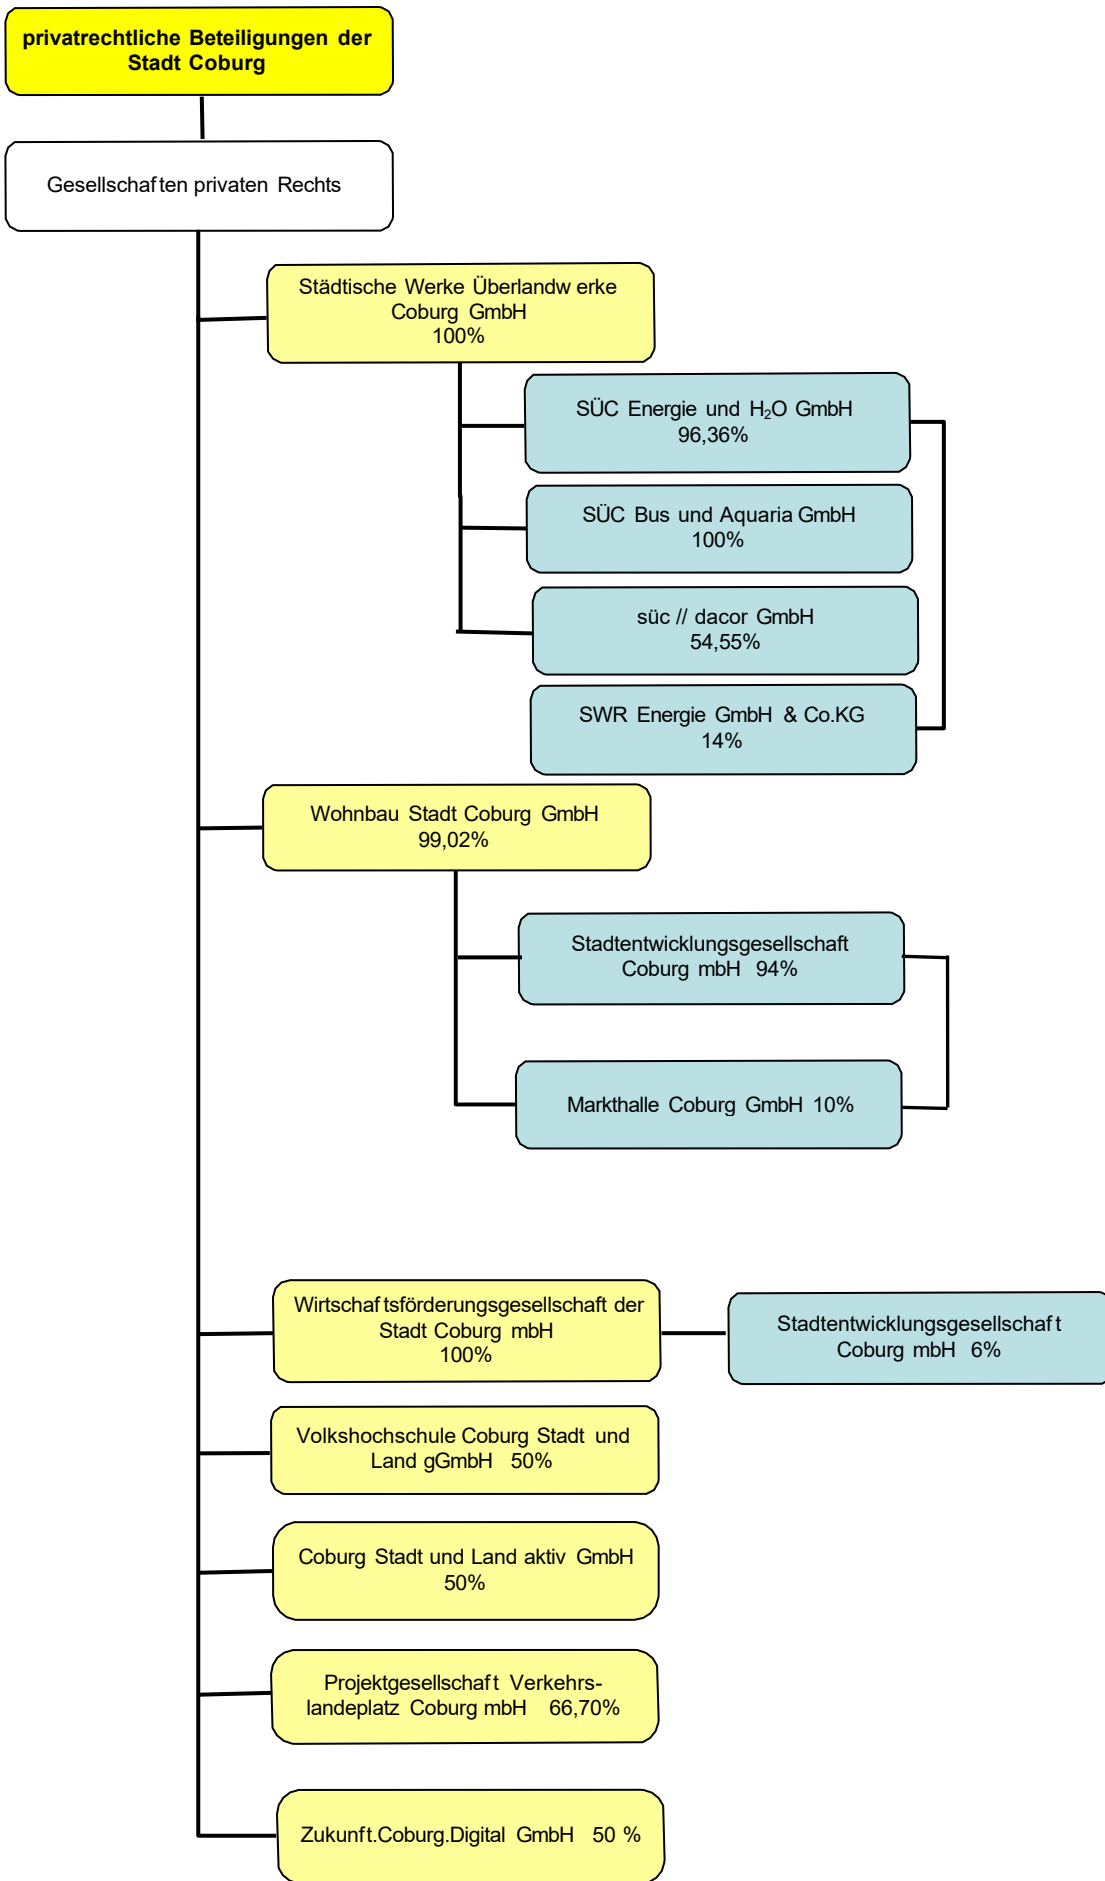 privatrechtliche Beteiligungen der
Stadt Coburg
Gesellschaften privaten Rechts
Städtische Werke Überlandwerke
Coburg GmbH
100%
SÜC Energie und H₂O GmbH
96,36%
SÜC Bus und Aquaria GmbH
100%
süc // dacor GmbH
54,55%
SWR Energie GmbH & Co.KG
14%
Wohnbau Stadt Coburg GmbH
99,02%
Stadtentwicklungsgesellschaft
Coburg mbH 94%
Markthalle Coburg GmbH 10%
Wirtschaftsförderungsgesellschaft der
Stadt Coburg mbH
100%
Stadtentwicklungsgesellschaft
Coburg mbH 6%
Volkshochschule Coburg Stadt und
Land gGmbH 50%
Coburg Stadt und Land aktiv GmbH
50%
Projektgesellschaft Verkehrs-
landeplatz Coburg mbH 66,70%
Zukunft.Coburg.Digital GmbH 50 %